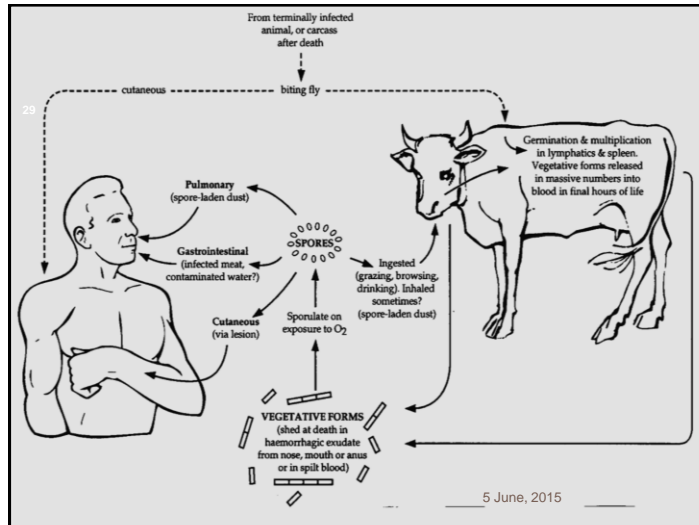 From terminally infected
animal, or carcass
after death
cutaneous
biting fly
29
Germination & multiplication
in lymphatics & spleen.
Vegetative forms released
in massive numbers into
blood in final hours of life
Pulmonary
(spore-laden dust)
SPORES
Gastrointestinal
(infected meat,
contaminated water?)
Ingested
(grazing, browsing,
drinking). Inhaled
sometimes?
(spore-laden dust)
Cutaneous
(via lesion)
Sporulate on
exposure to O2
VEGETATIVE FORMS
(shed at death in
haemorrhagic exudate
from nose, mouth or anus
or in spilt blood)
5 June, 2015